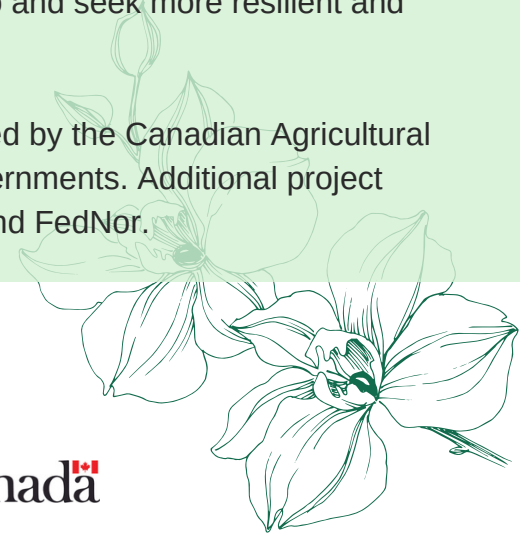 and seek more resilient and
ed by the Canadian Agricultural
ernments. Additional project
nd FedNor.
nada